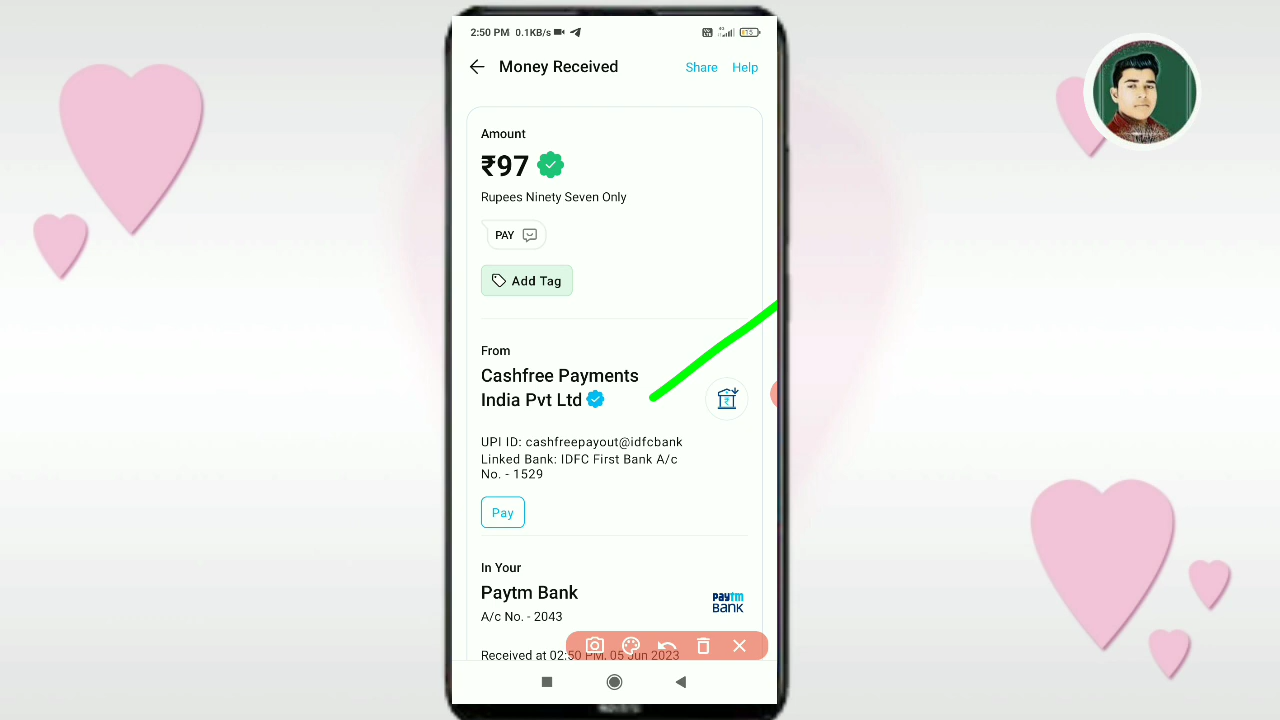 2:50 PM 0.1KB/s
15
Money Received
Share Help
Amount
₹97
Rupees Ninety Seven Only
PAY
Add Tag
From
Cashfree Payments
India Pvt Ltd
UPI ID: cashfreepayout@idfcbank
Linked Bank: IDFC First Bank A/c
No. - 1529
Pay
In Your
Paytm Bank
paytm
BANK
A/c No. - 2043
Received at 02:50 PM, 05 Jun 2023